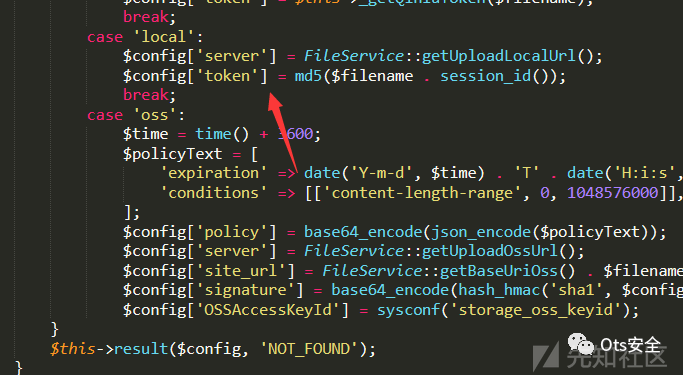 $config['token'] = $this->_getQiniuToken($filename);
break;
case 'local':
$config['server'] = FileService::getUploadLocalUrl();
$config['token'] = md5($filename . session_id());
break;
case 'oss':
$time = time() + 3600;
$policyText = [
'expiration' => date('Y-m-d', $time) . 'T' . date('H:i:s',
'conditions' => [['content-length-range', 0, 1048576000]],
];
$config['policy'] = base64_encode(json_encode($policyText));
$config['server'] = FileService::getUploadOssUrl();
$config['site_url'] = FileService::getBaseUriOss() . $filename
$config['signature'] = base64_encode(hash_hmac('sha1', $config
$config['OSSAccessKeyId'] = sysconf('storage_oss_keyid');
}
$this->result($config, 'NOT_FOUND');
}
Ots安全
先知社区